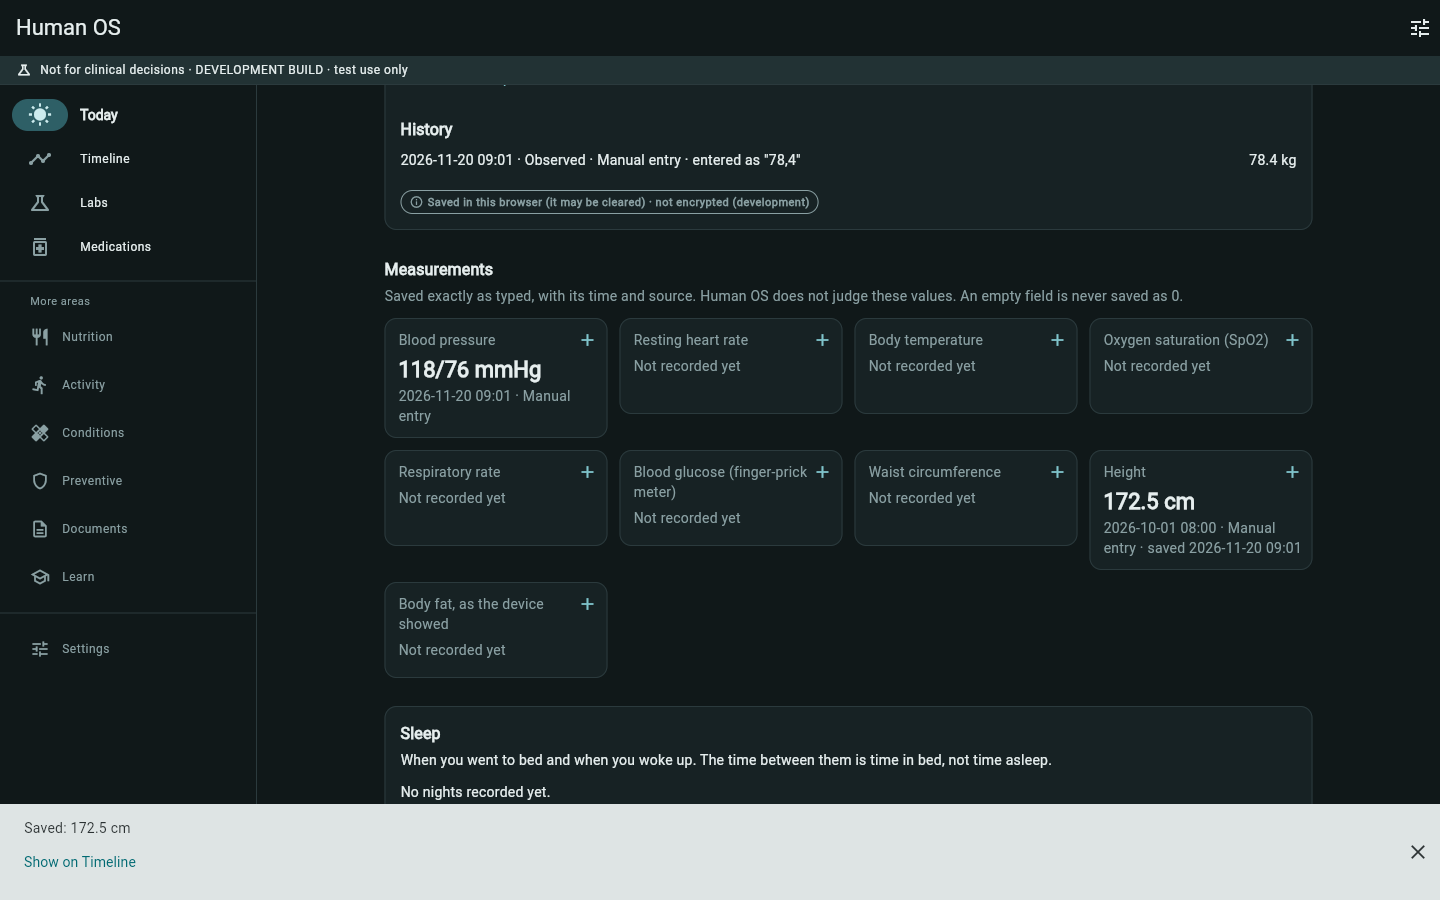 Human OS
Not for clinical decisions · DEVELOPMENT BUILD · test use only
Today
Timeline
Labs
Medications
More areas
Nutrition
Activity
Conditions
Preventive
Documents
Learn
Settings
History
2026-11-20 09:01 · Observed · Manual entry · entered as "78,4"
78.4 kg
Saved in this browser (it may be cleared) · not encrypted (development)
Measurements
Saved exactly as typed, with its time and source. Human OS does not judge these values. An empty field is never saved as 0.
Blood pressure
118/76 mmHg
2026-11-20 09:01 · Manual
entry
Resting heart rate
Not recorded yet
Body temperature
Not recorded yet
Oxygen saturation (SpO2)
Not recorded yet
Respiratory rate
Not recorded yet
Blood glucose (finger-prick
meter)
Not recorded yet
Waist circumference
Not recorded yet
Height
172.5 cm
2026-10-01 08:00 · Manual
entry · saved 2026-11-20 09:01
Body fat, as the device
showed
Not recorded yet
Sleep
When you went to bed and when you woke up. The time between them is time in bed, not time asleep.
No nights recorded yet.
Saved: 172.5 cm
Show on Timeline